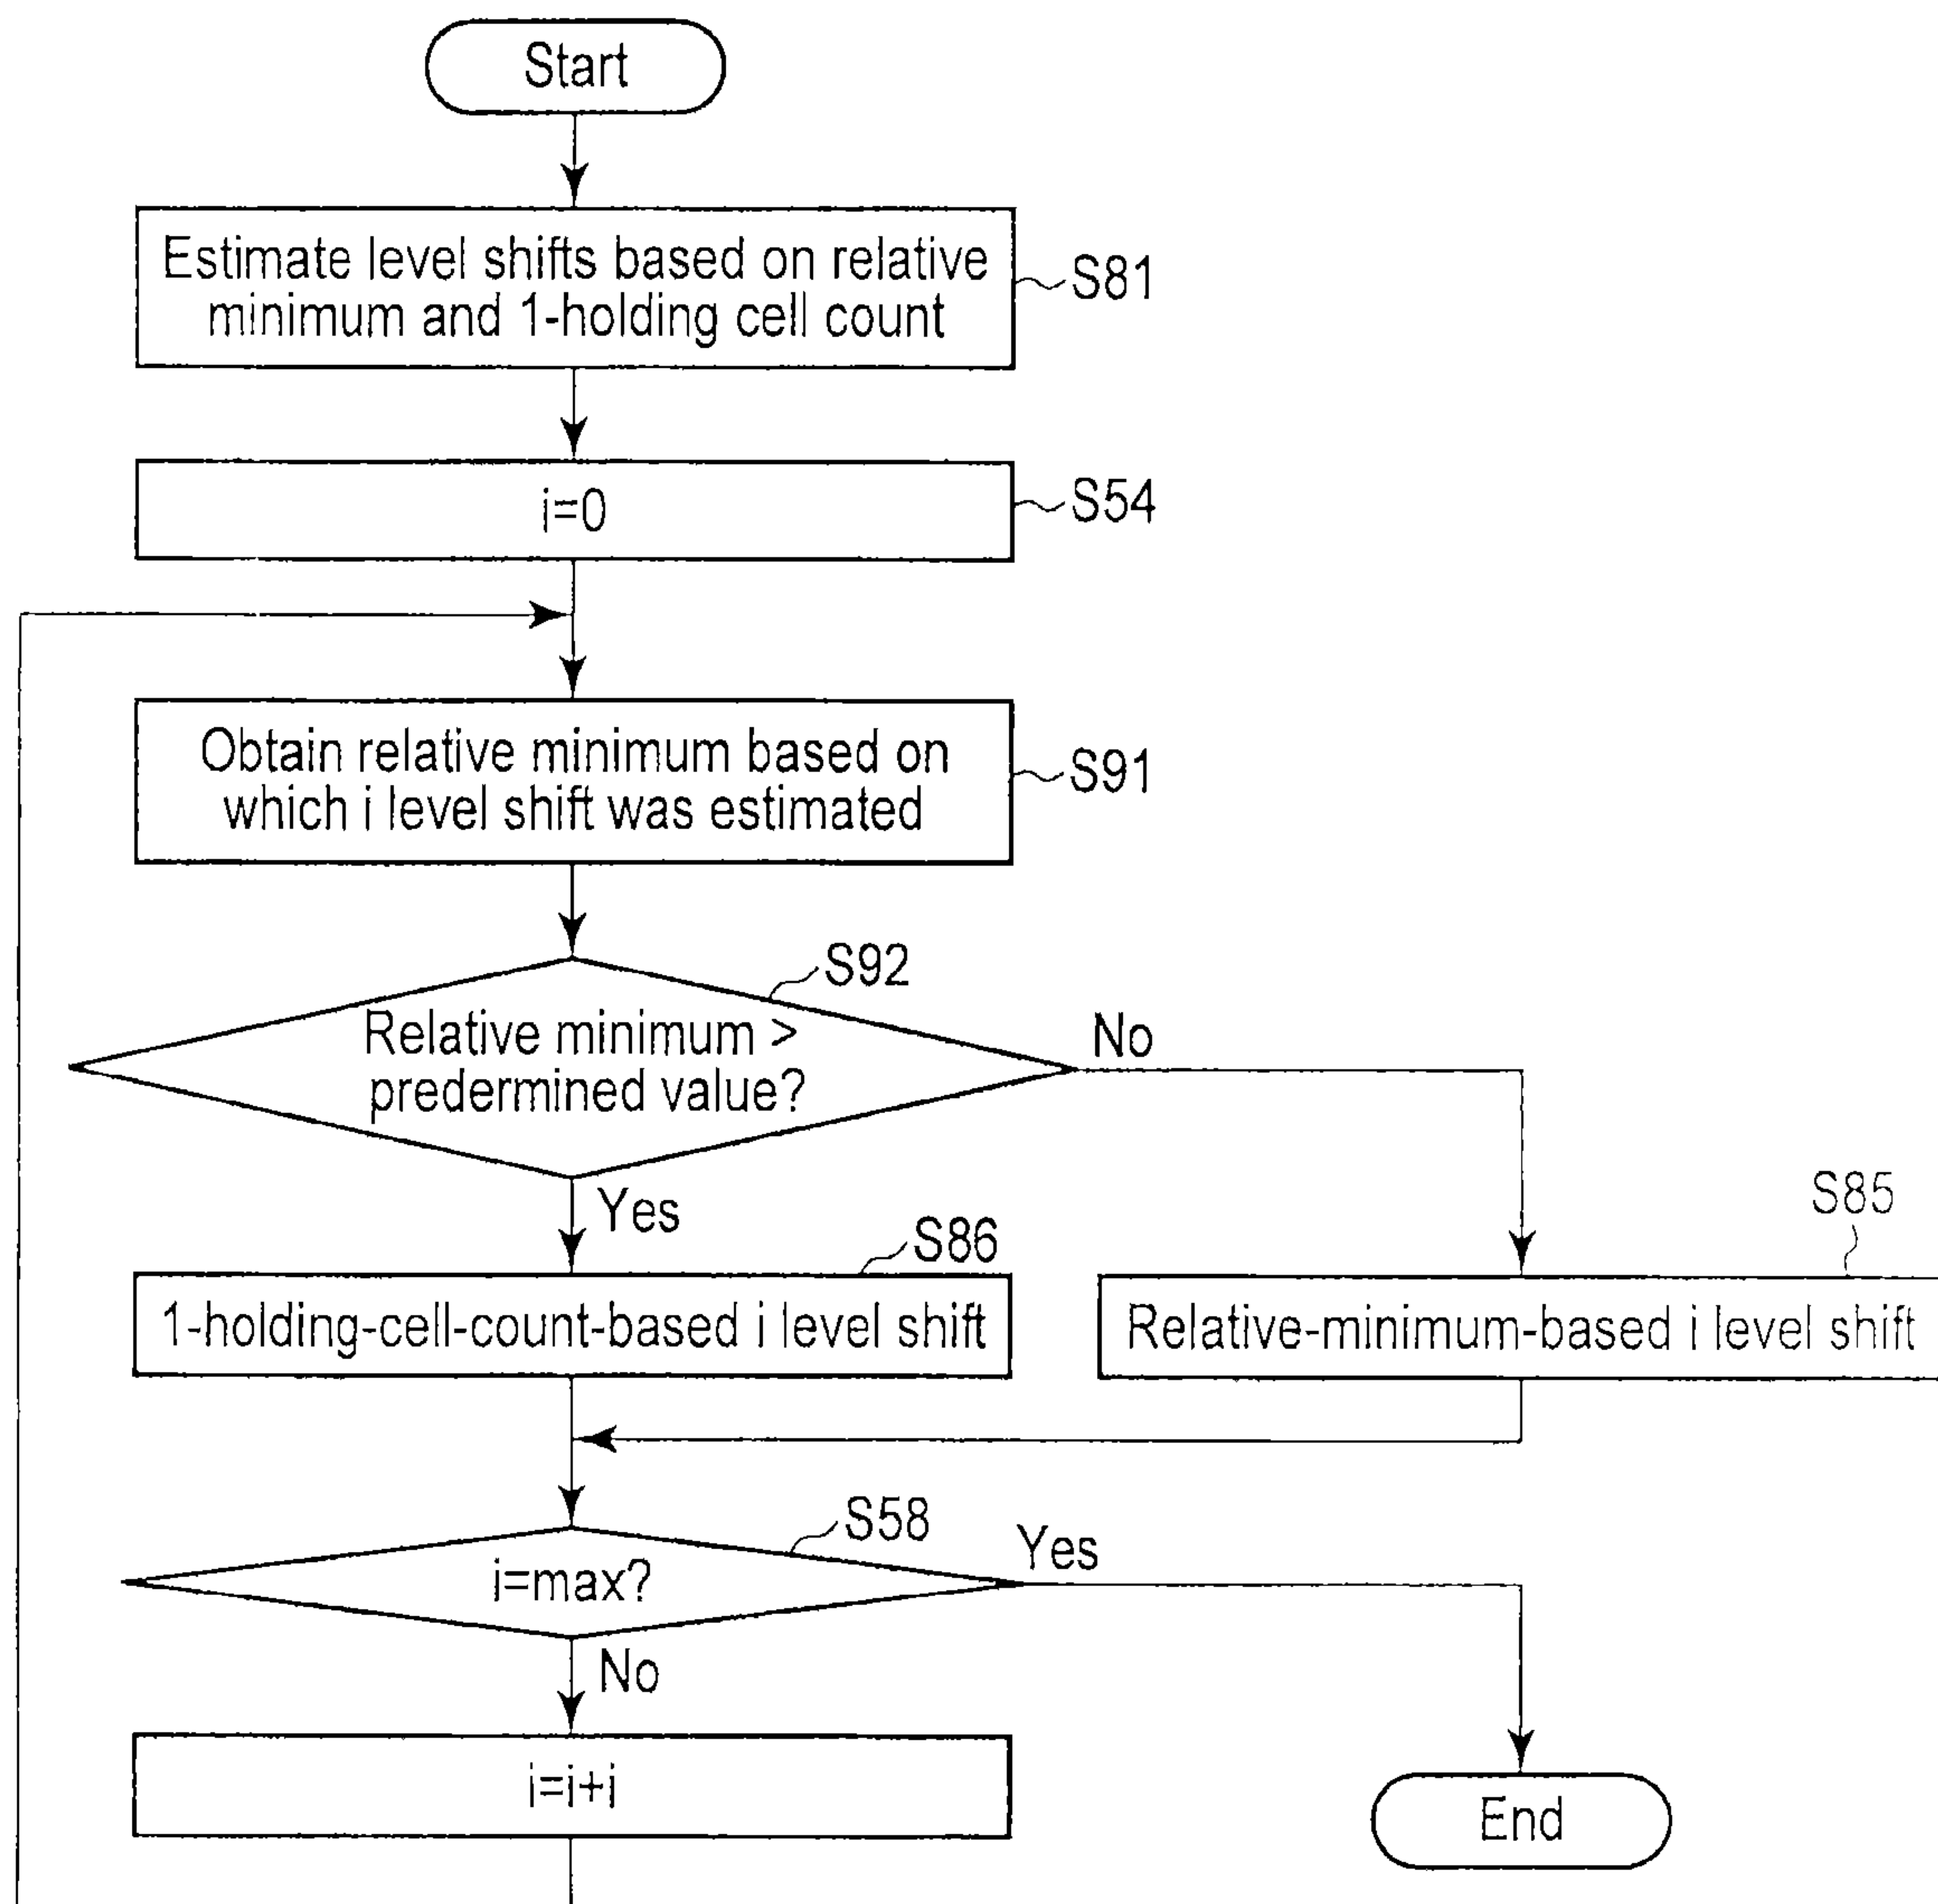 Start
Estimate level shifts based on relative
minimum and 1-holding cell count
S81
i=0
S54
Obtain relative minimum based on
which i level shift was estimated
S91
S92
Relative minimum >
predermined value?
No
Yes
S86
1-holding-cell-count-based i level shift
S85
Relative-minimum-based i level shift
S58
i=max?
Yes
No
i=i+i
End